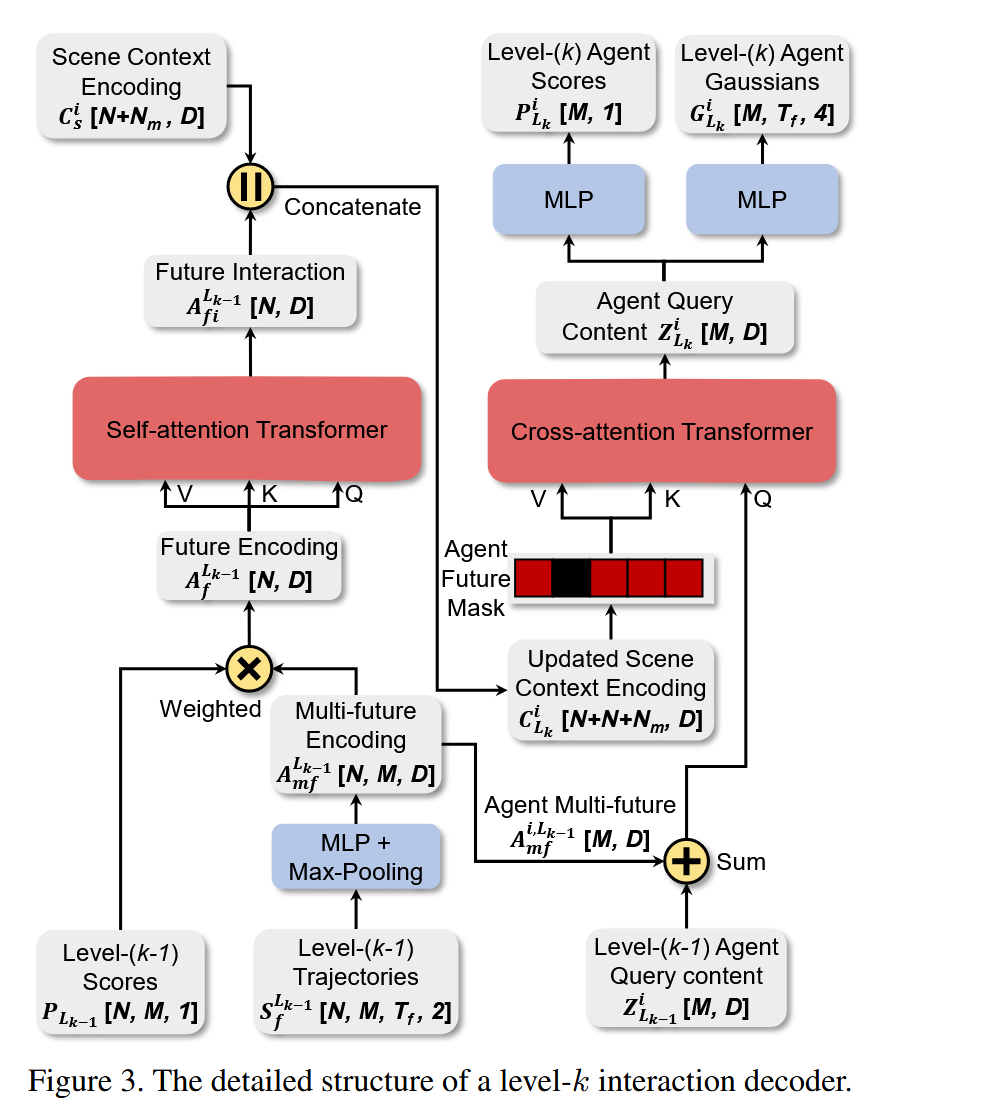 Scene Context
Encoding
C_s^i [N+N_m, D]
Concatenate
Future Interaction
A_{fi}^{L_{k-1}} [N, D]
Self-attention Transformer
V
K
Q
Future Encoding
A_f^{L_{k-1}} [N, D]
Weighted
Multi-future
Encoding
A_{mf}^{L_{k-1}} [N, M, D]
MLP +
Max-Pooling
Level-(k-1)
Scores
P_{L_{k-1}} [N, M, 1]
Level-(k-1)
Trajectories
S_f^{L_{k-1}} [N, M, T_f, 2]
Level-(k) Agent
Scores
P_{L_k}^i [M, 1]
Level-(k) Agent
Gaussians
G_{L_k}^i [M, T_f, 4]
MLP
MLP
Agent Query
Content Z_{L_k}^i [M, D]
Cross-attention Transformer
V
K
Q
Agent
Future
Mask
Updated Scene
Context Encoding
C_{L_k}^i [N+N+N_m, D]
Agent Multi-future
A_{mf}^{i,L_{k-1}} [M, D]
Sum
Level-(k-1) Agent
Query content
Z_{L_{k-1}}^i [M, D]
Figure 3. The detailed structure of a level-k interaction decoder.